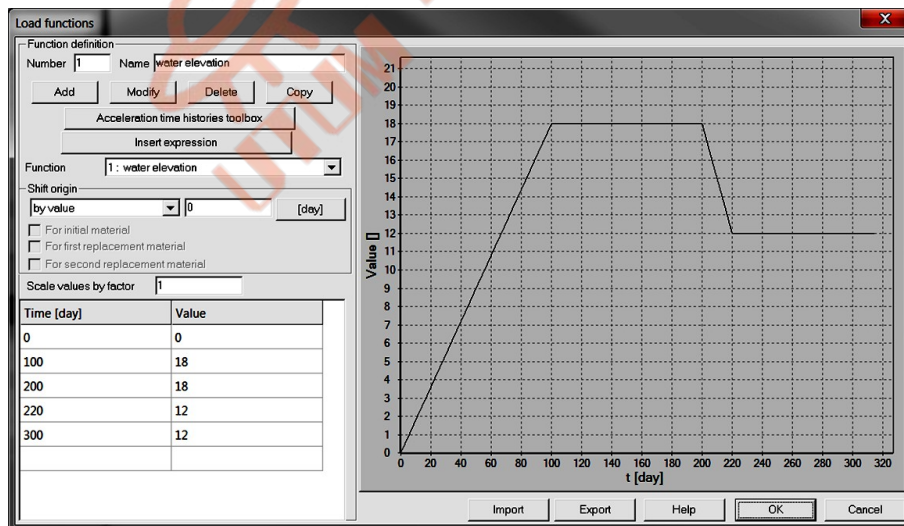 Load functions
Function definition
Number 1 Name water elevation
Add Modify Delete Copy
Acceleration time histories toolbox
Insert expression
Function 1 : water elevation
Shift origin
by value 0 [day]
For initial material
For first replacement material
For second replacement material
Scale values by factor 1
Time [day] Value
0 0
100 18
200 18
220 12
300 12
21
20
19
18
17
16
15
14
13
12
11
10
9
8
7
6
5
4
3
2
1
0
Value []
0 20 40 60 80 100 120 140 160 180 200 220 240 260 280 300 320
t [day]
Import Export Help OK Cancel
UTUM